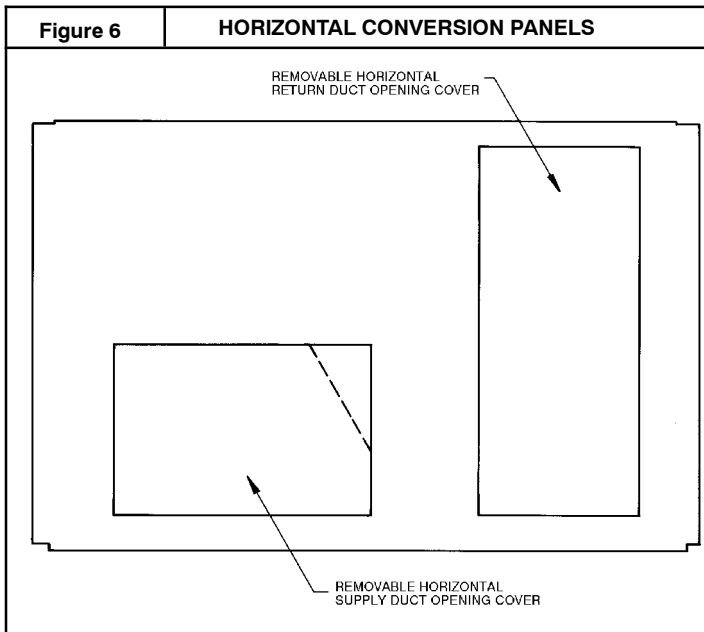 Figure 6
HORIZONTAL CONVERSION PANELS
REMOVABLE HORIZONTAL
RETURN DUCT OPENING COVER
REMOVABLE HORIZONTAL
SUPPLY DUCT OPENING COVER